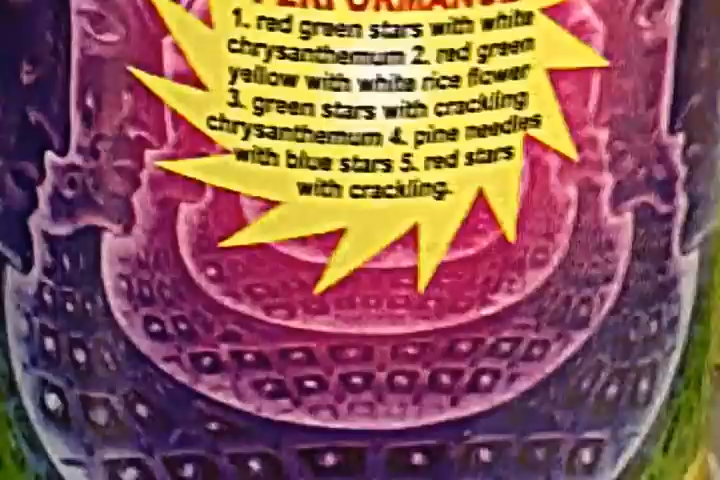 PERFORMANCE
1. red green stars with white
chrysanthemum 2. red green
yellow with white rice flower
3. green stars with crackling
chrysanthemum 4. pine needles
with blue stars 5. red stars
with crackling.